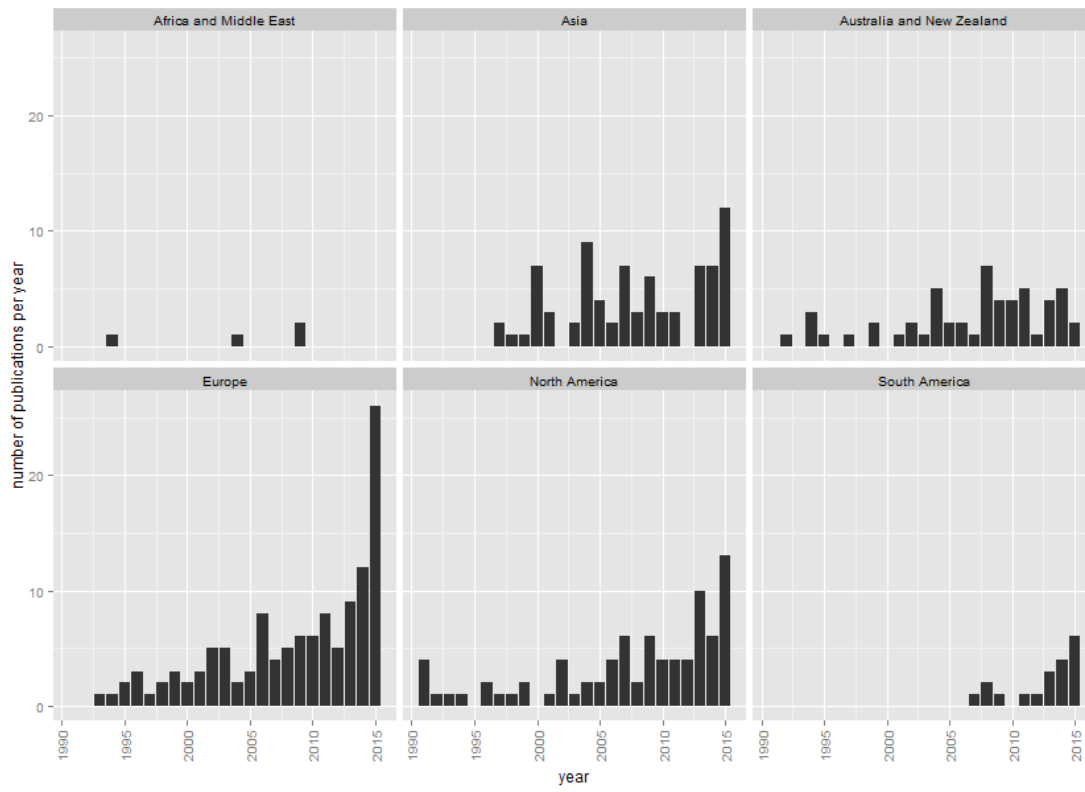 Africa and Middle East
Asia
Australia and New Zealand
20
10
0
Europe
North America
South America
20
10
0
number of publications per year
1990 1995 2000 2005 2010 2015
1990 1995 2000 2005 2010 2015
1990 1995 2000 2005 2010 2015
year